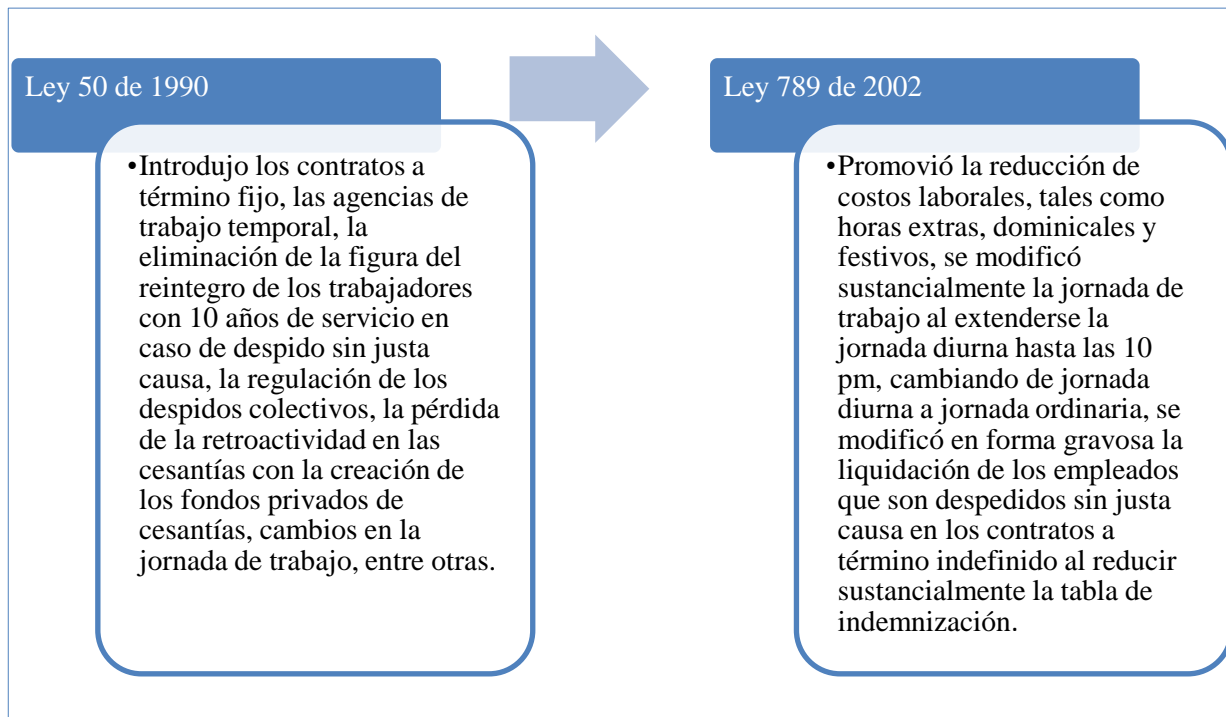 Ley 50 de 1990
•Introdujo los contratos a
término fijo, las agencias de
trabajo temporal, la
eliminación de la figura del
reintegro de los trabajadores
con 10 años de servicio en
caso de despido sin justa
causa, la regulación de los
despidos colectivos, la pérdida
de la retroactividad en las
cesantías con la creación de
los fondos privados de
cesantías, cambios en la
jornada de trabajo, entre otras.
Ley 789 de 2002
•Promovió la reducción de
costos laborales, tales como
horas extras, dominicales y
festivos, se modificó
sustancialmente la jornada de
trabajo al extenderse la
jornada diurna hasta las 10
pm, cambiando de jornada
diurna a jornada ordinaria, se
modificó en forma gravosa la
liquidación de los empleados
que son despedidos sin justa
causa en los contratos a
término indefinido al reducir
sustancialmente la tabla de
indemnización.